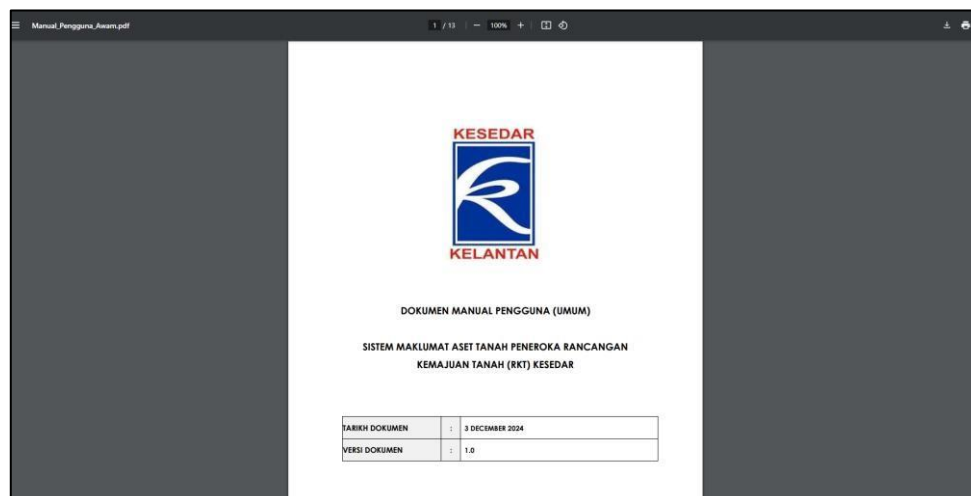 Manual_Pengguna_Awam.pdf
1 / 13
100%
KESEDAR
KELANTAN
DOKUMEN MANUAL PENGGUNA (UMUM)
SISTEM MAKLUMAT ASET TANAH PENEROKA RANCANGAN
KEMAJUAN TANAH (RKT) KESEDAR
TARIKH DOKUMEN : 3 DECEMBER 2024
VERSI DOKUMEN : 1.0